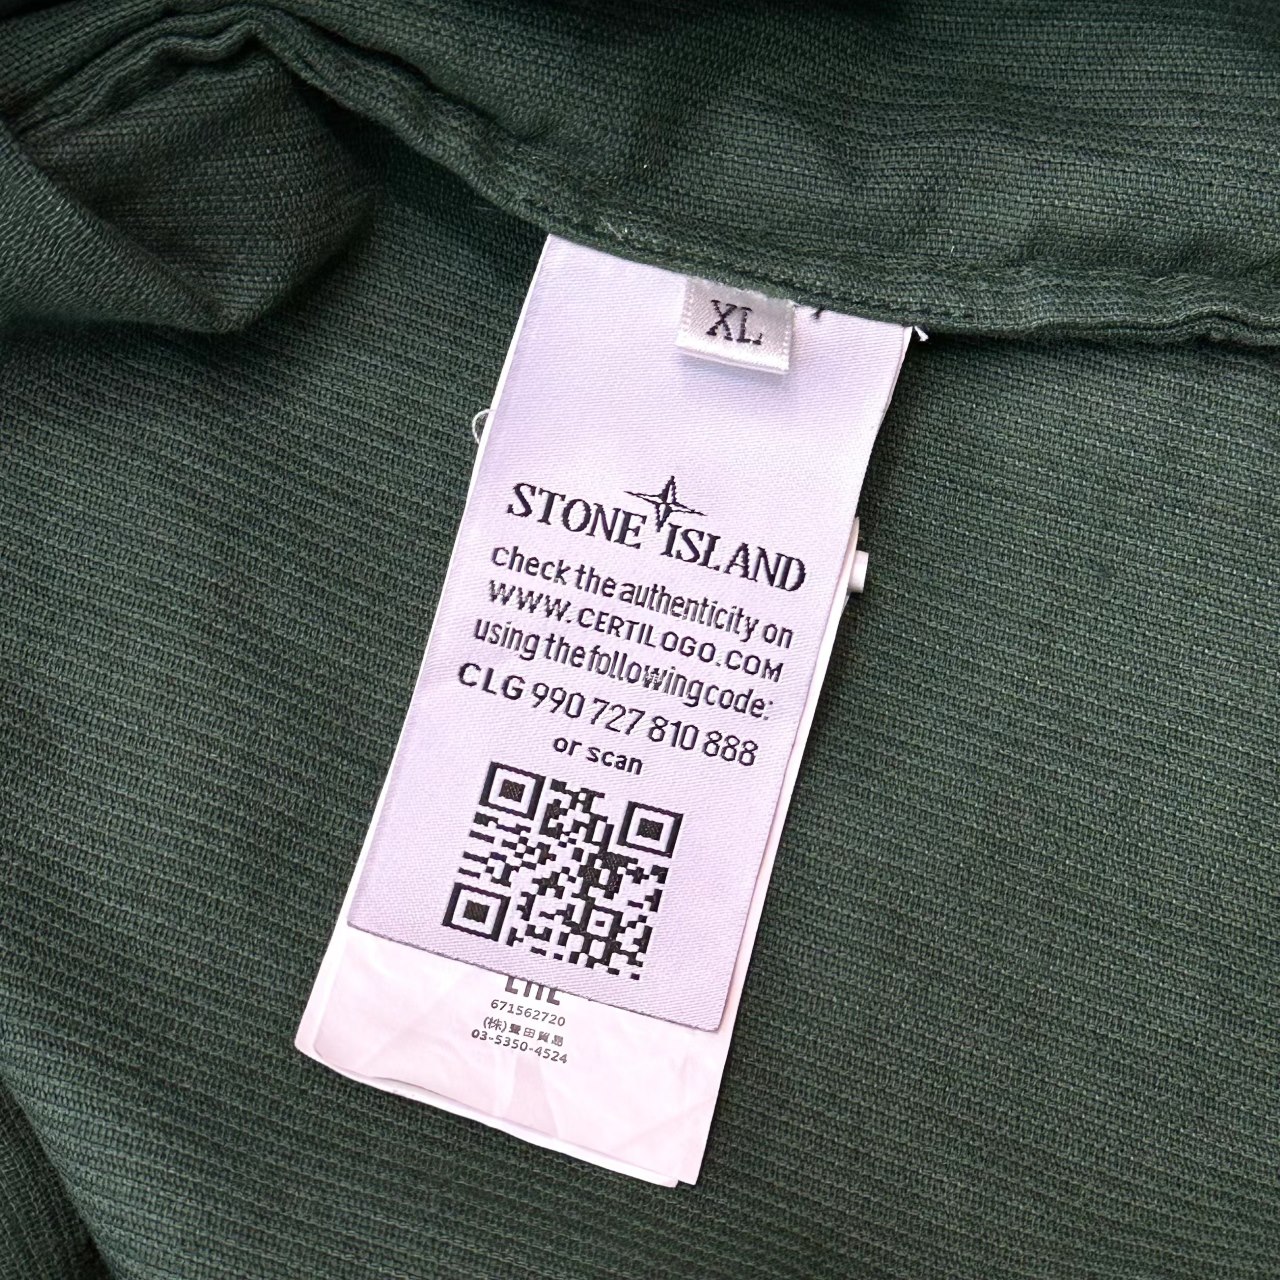 XL
STONE ISLAND
Check the authenticity on
WWW.CERTILOGO.COM
using the following code:
CLG 990 727 810 888
or scan
671562720
(株)豊田貿島
03-5350-4524